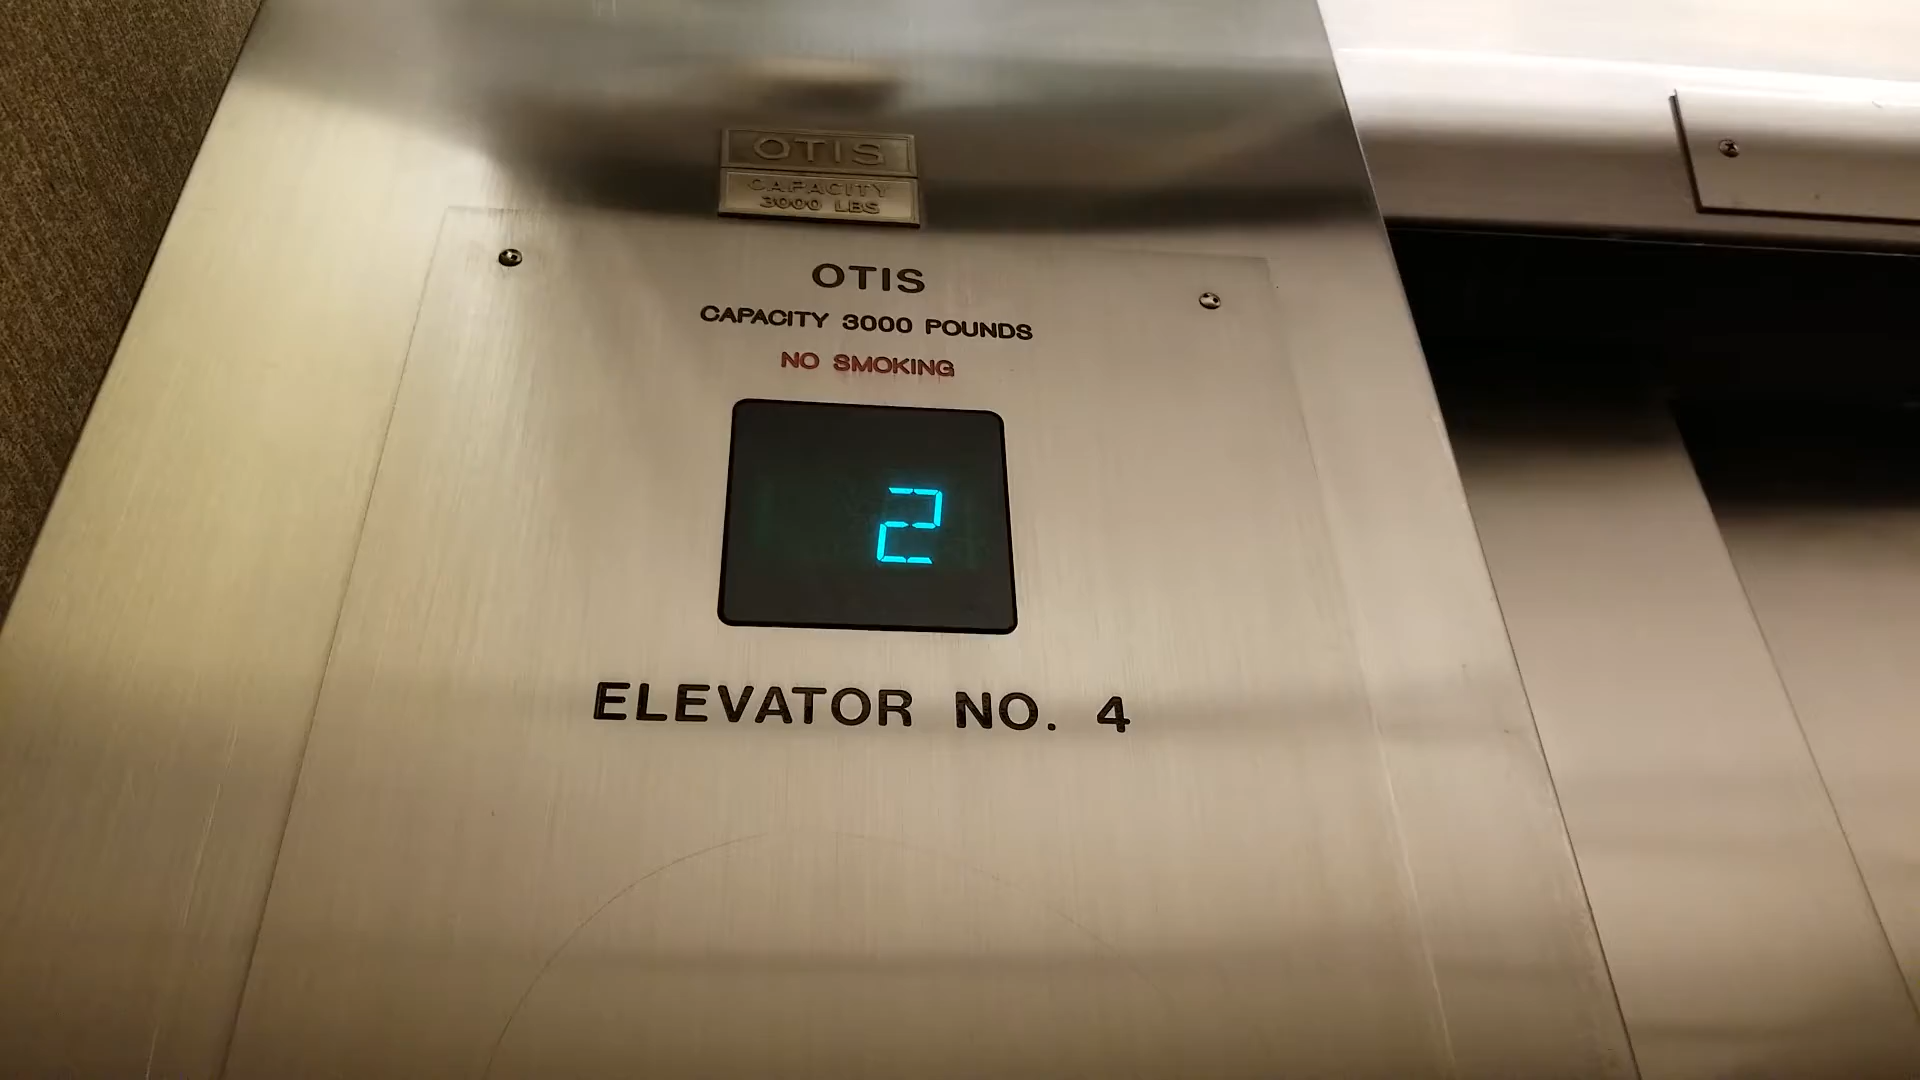 OTIS
CAPACITY
3000 LBS
OTIS
CAPACITY 3000 POUNDS
NO SMOKING
2
ELEVATOR NO. 4